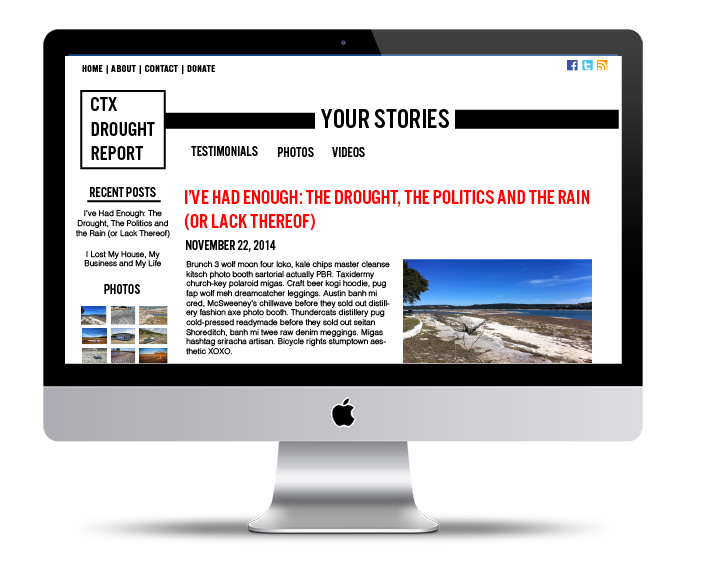 HOME | ABOUT | CONTACT | DONATE
CTX
DROUGHT
REPORT
YOUR STORIES
TESTIMONIALS PHOTOS VIDEOS
RECENT POSTS
I've Had Enough: The
Drought, The Politics and
the Rain (or Lack Thereof)
I Lost My House, My
Business and My Life
PHOTOS
I'VE HAD ENOUGH: THE DROUGHT, THE POLITICS AND THE RAIN
(OR LACK THEREOF)
NOVEMBER 22, 2014
Brunch 3 wolf moon four loko, kale chips master cleanse
kitsch photo booth sartorial actually PBR. Taxidermy
church-key polaroid migas. Craft beer kogi hoodie, pug
fap wolf meh dreamcatcher leggings. Austin banh mi
cred, McSweeney's chillwave before they sold out distill-
ery fashion axe photo booth. Thundercats distillery pug
cold-pressed readymade before they sold out seitan
Shoreditch, banh mi twee raw denim meggings. Migas
hashtag sriracha artisan. Bicycle rights stumptown aes-
thetic XOXO.